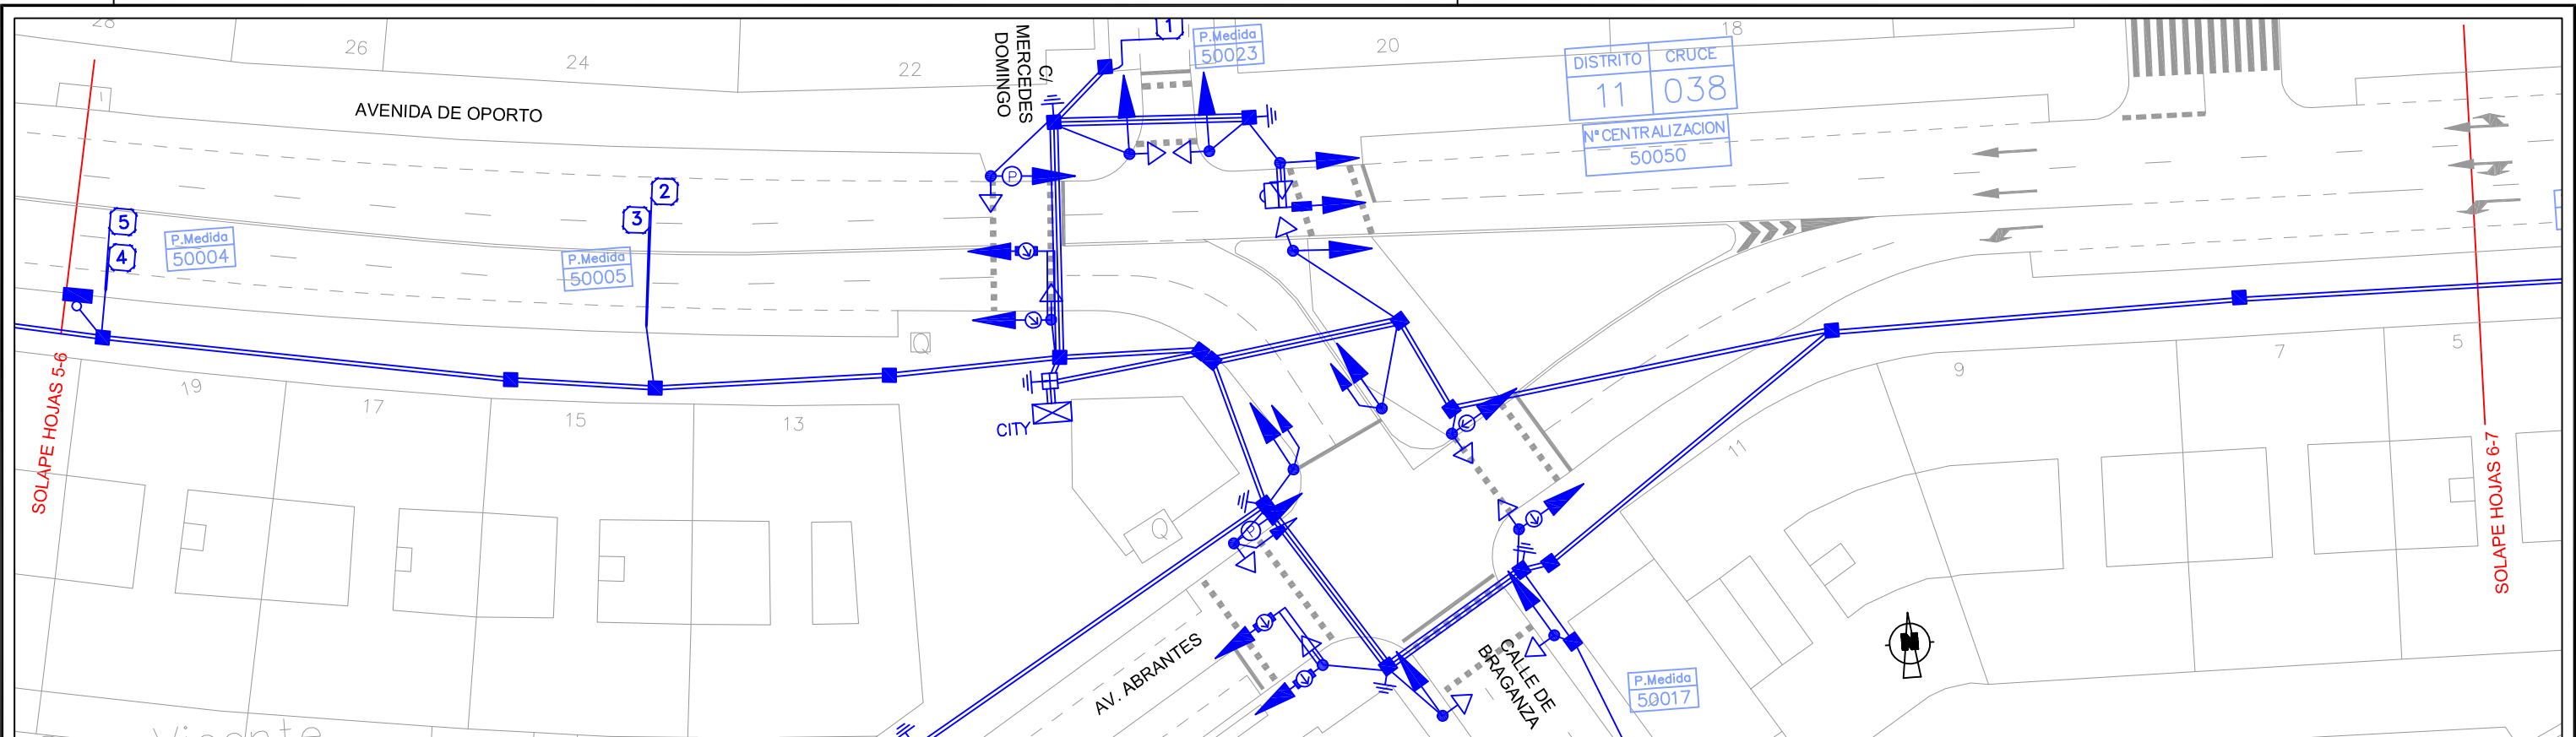 28
26
24
22
20
18
AVENIDA DE OPORTO
C/
MERCEDES
DOMINGO
1
P.Medida
50023
DISTRITO
CRUCE
11
038
Nº CENTRALIZACION
50050
5
4
P.Medida
50004
2
3
P.Medida
50005
P
SOLAPE HOJAS 5-6
19
17
15
13
Q
CITY
Q
P
11
9
7
5
SOLAPE HOJAS 6-7
AV. ABRANTES
CALLE DE
BRAGANZA
P.Medida
50017
N
Vicente